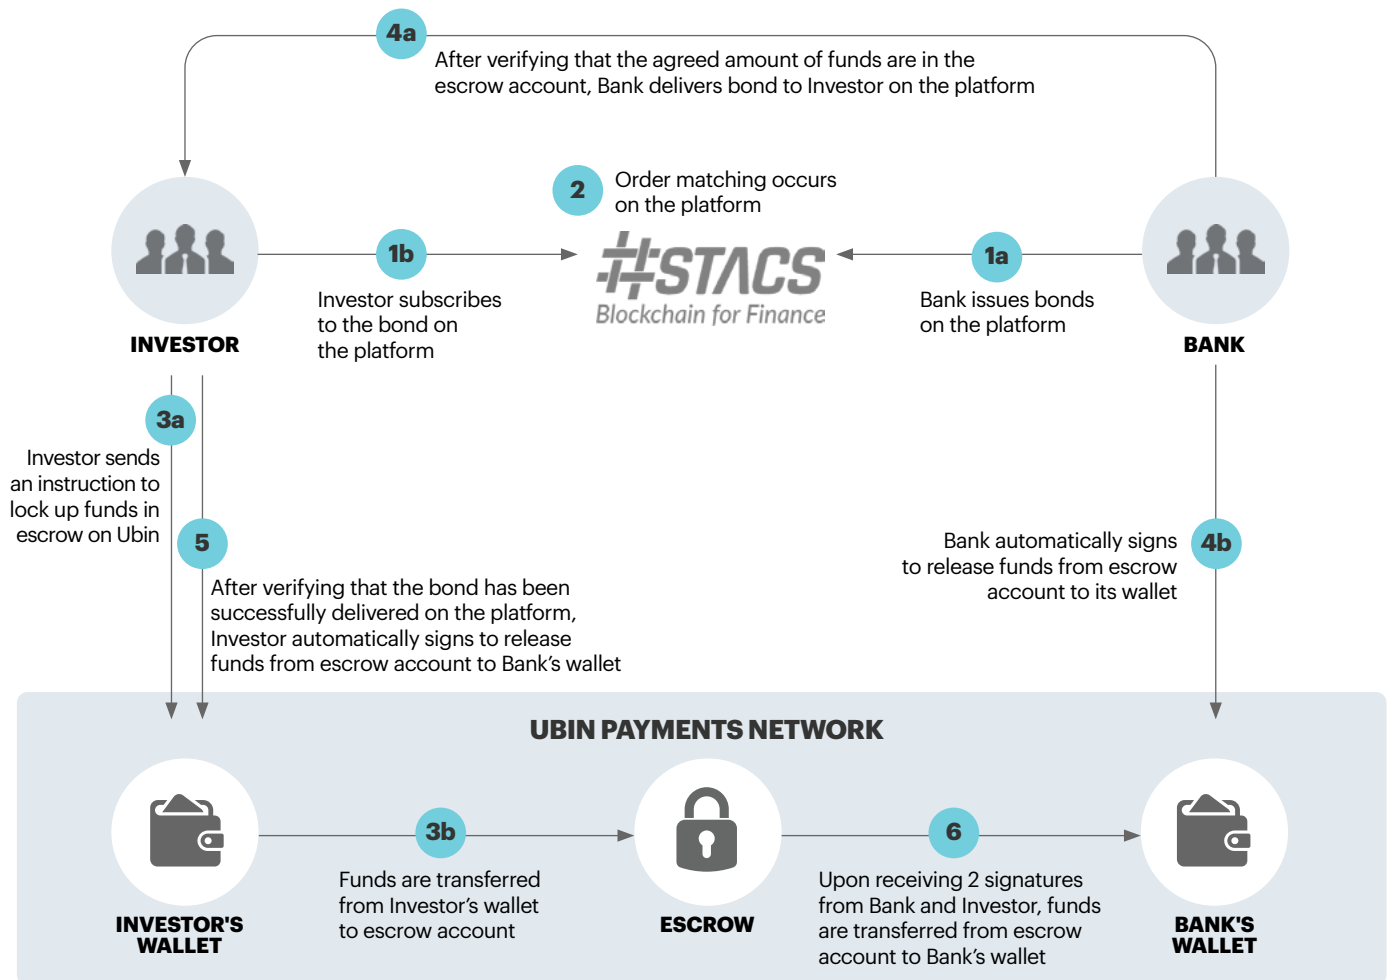 4a
After verifying that the agreed amount of funds are in the
escrow account, Bank delivers bond to Investor on the platform
2
Order matching occurs
on the platform
#STACS
Blockchain for Finance
1b
Investor subscribes
to the bond on
the platform
1a
Bank issues bonds
on the platform
INVESTOR
BANK
3a
Investor sends
an instruction to
lock up funds in
escrow on Ubin
5
After verifying that the bond has been
successfully delivered on the platform,
Investor automatically signs to release
funds from escrow account to Bank’s wallet
4b
Bank automatically signs
to release funds from escrow
account to its wallet
UBIN PAYMENTS NETWORK
3b
Funds are transferred
from Investor’s wallet
to escrow account
6
Upon receiving 2 signatures
from Bank and Investor, funds
are transferred from escrow
account to Bank’s wallet
INVESTOR'S
WALLET
ESCROW
BANK'S
WALLET